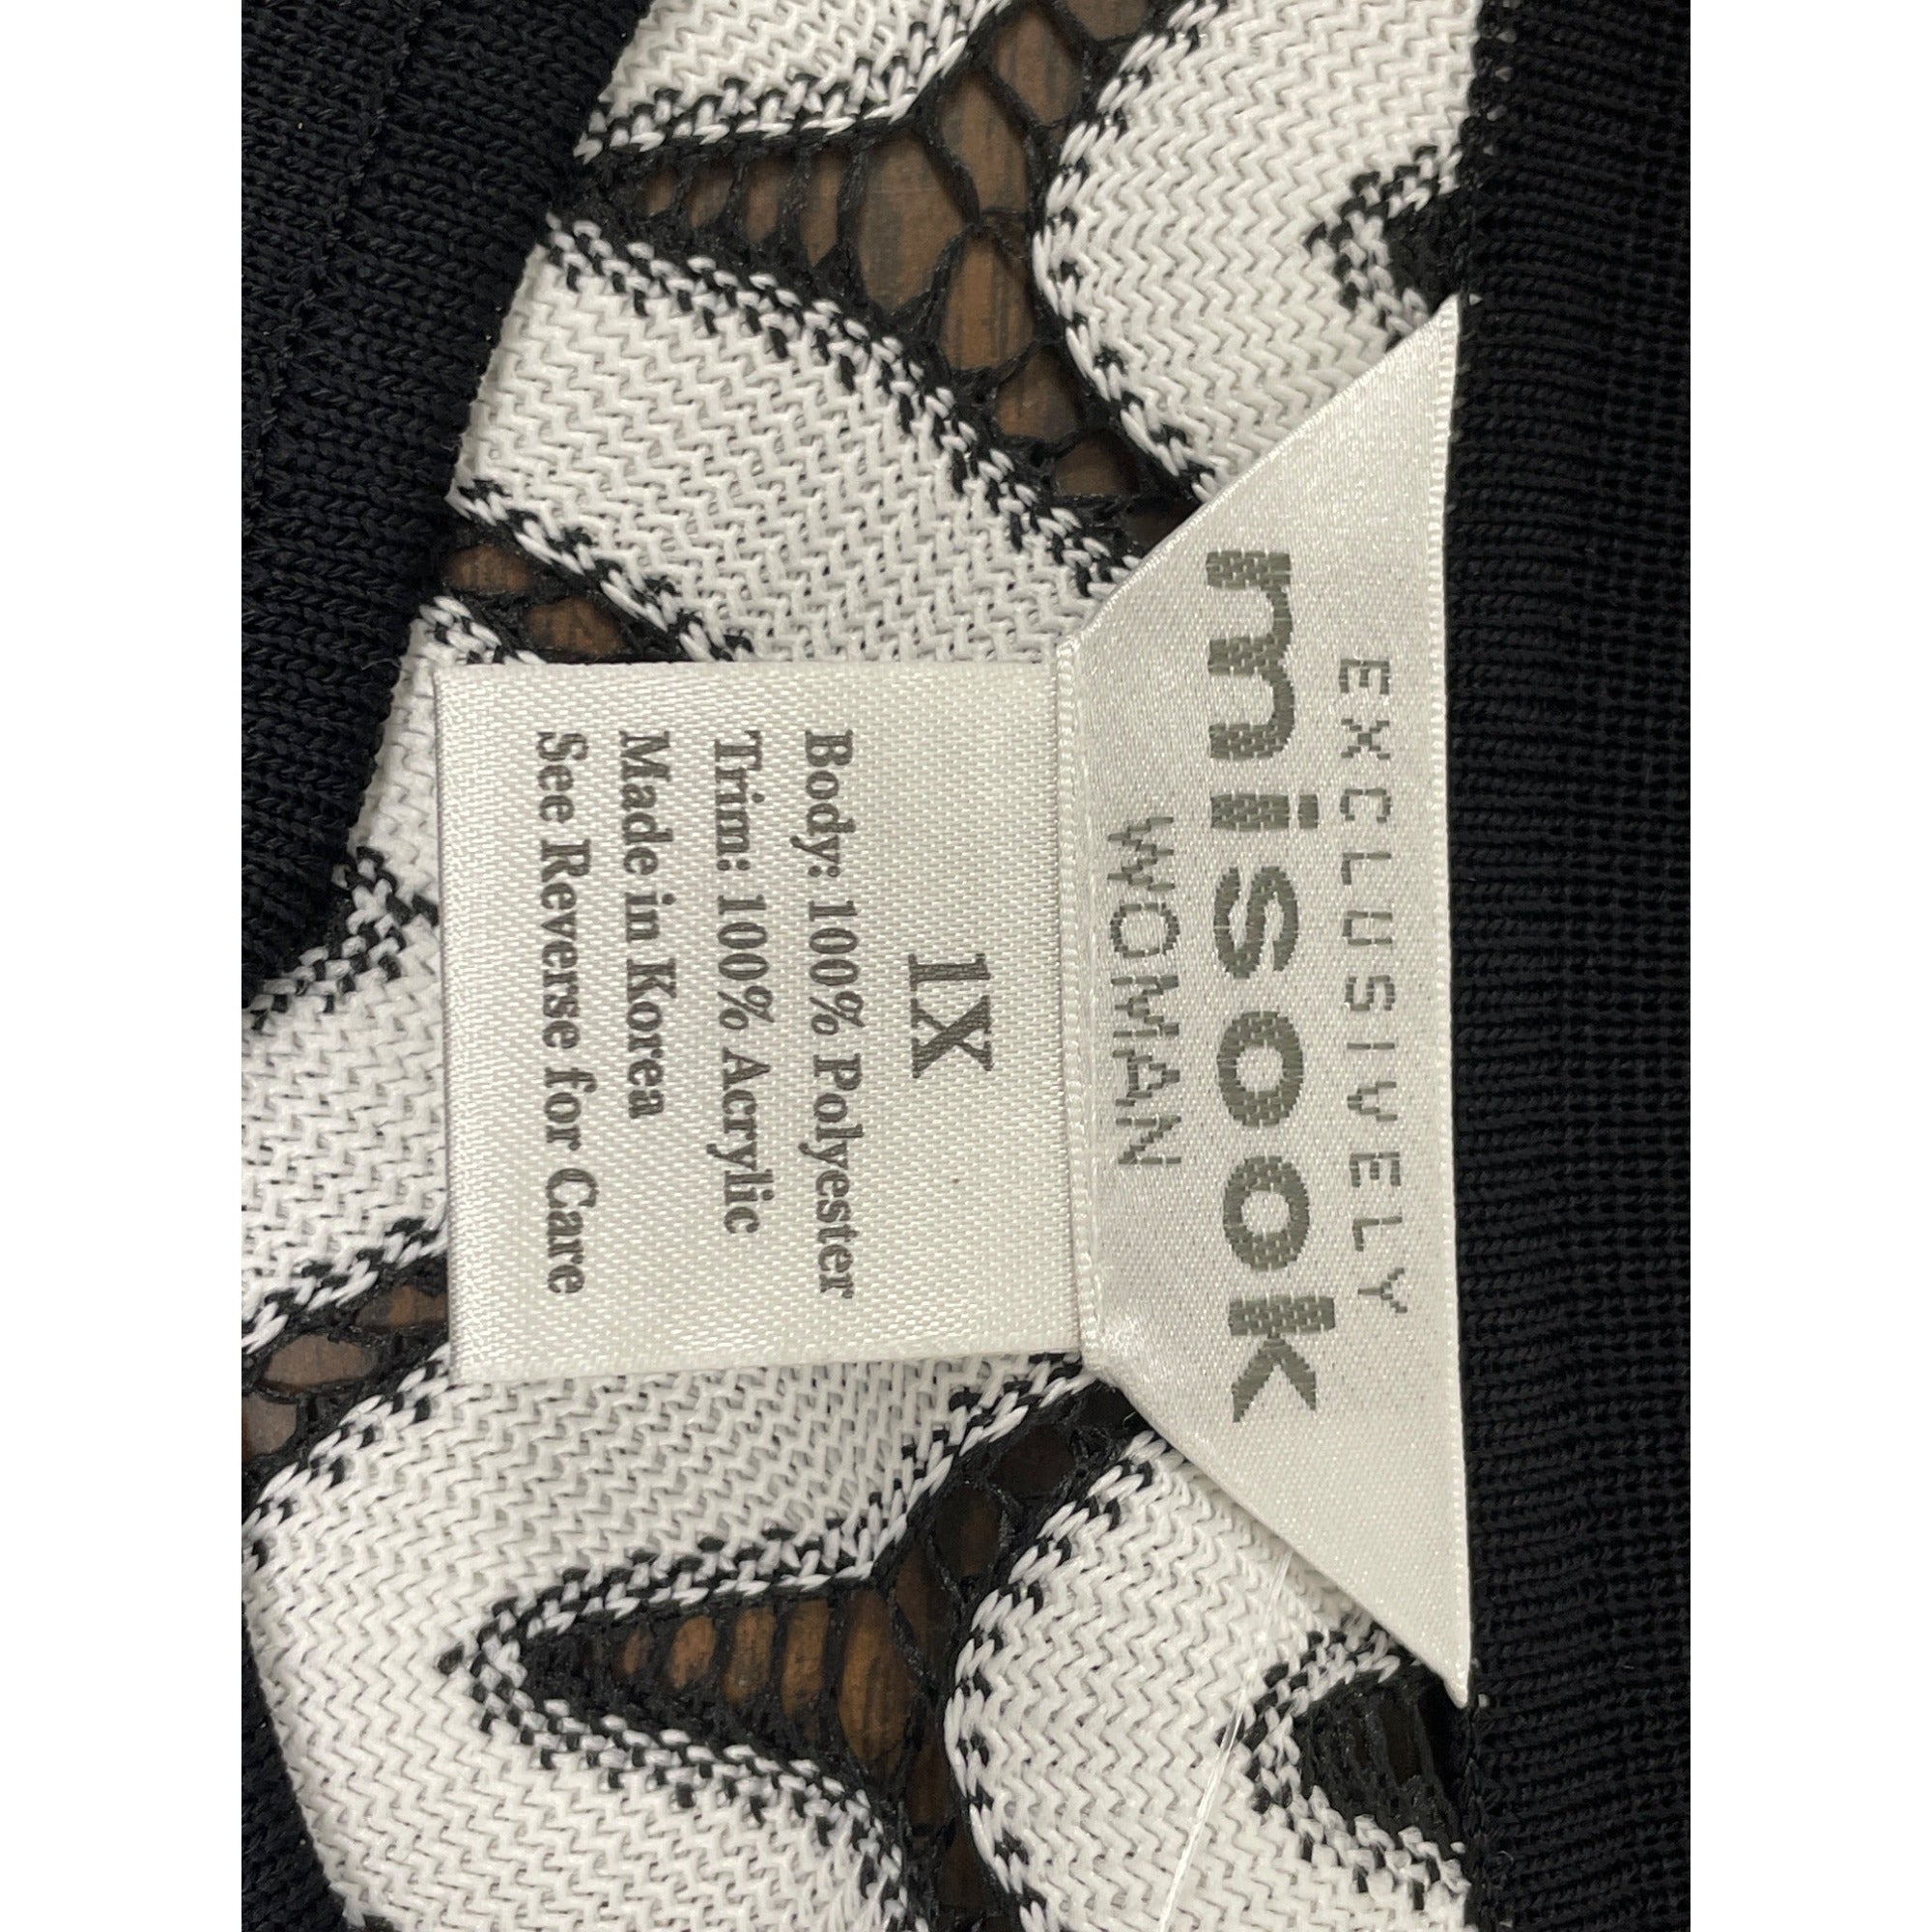 EXCLUSIVELY
misook
WOMAN
1X
Body: 100% Polyester
Trim: 100% Acrylic
Made in Korea
See Reverse for Care